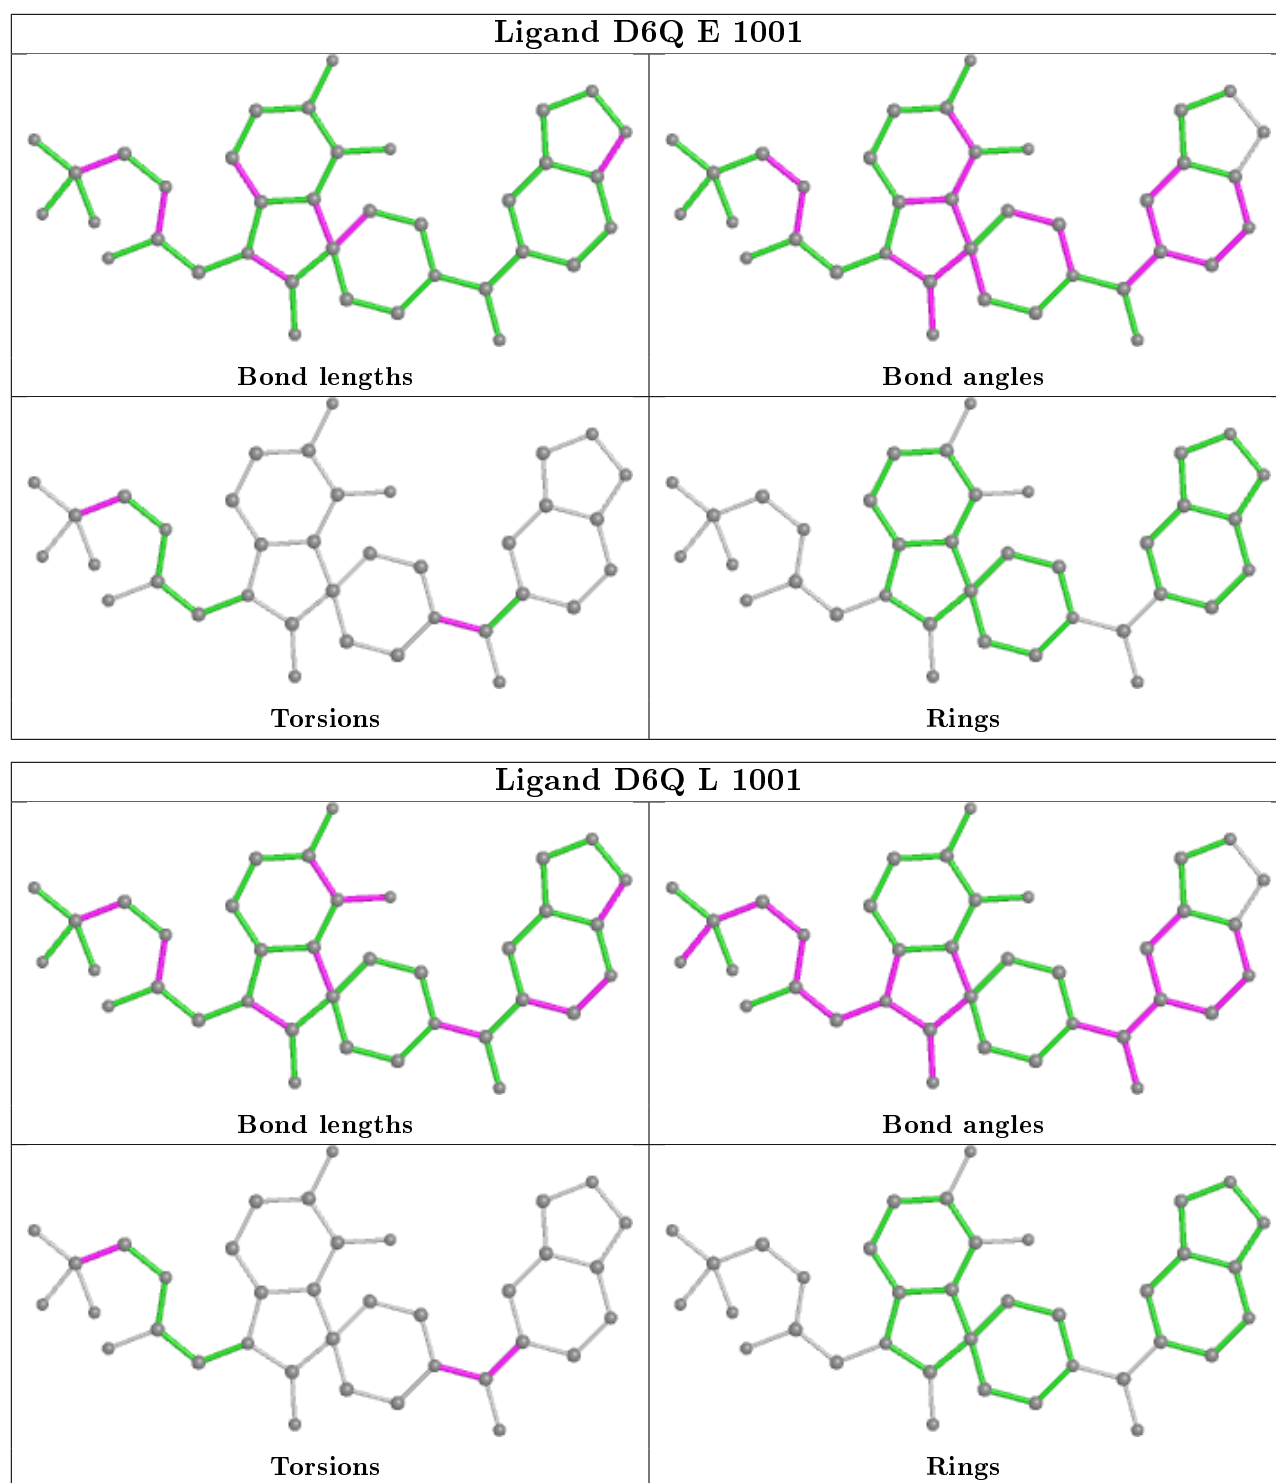 Ligand D6Q E 1001
Bond lengths
Bond angles
Torsions
Rings
Ligand D6Q L 1001
Bond lengths
Bond angles
Torsions
Rings